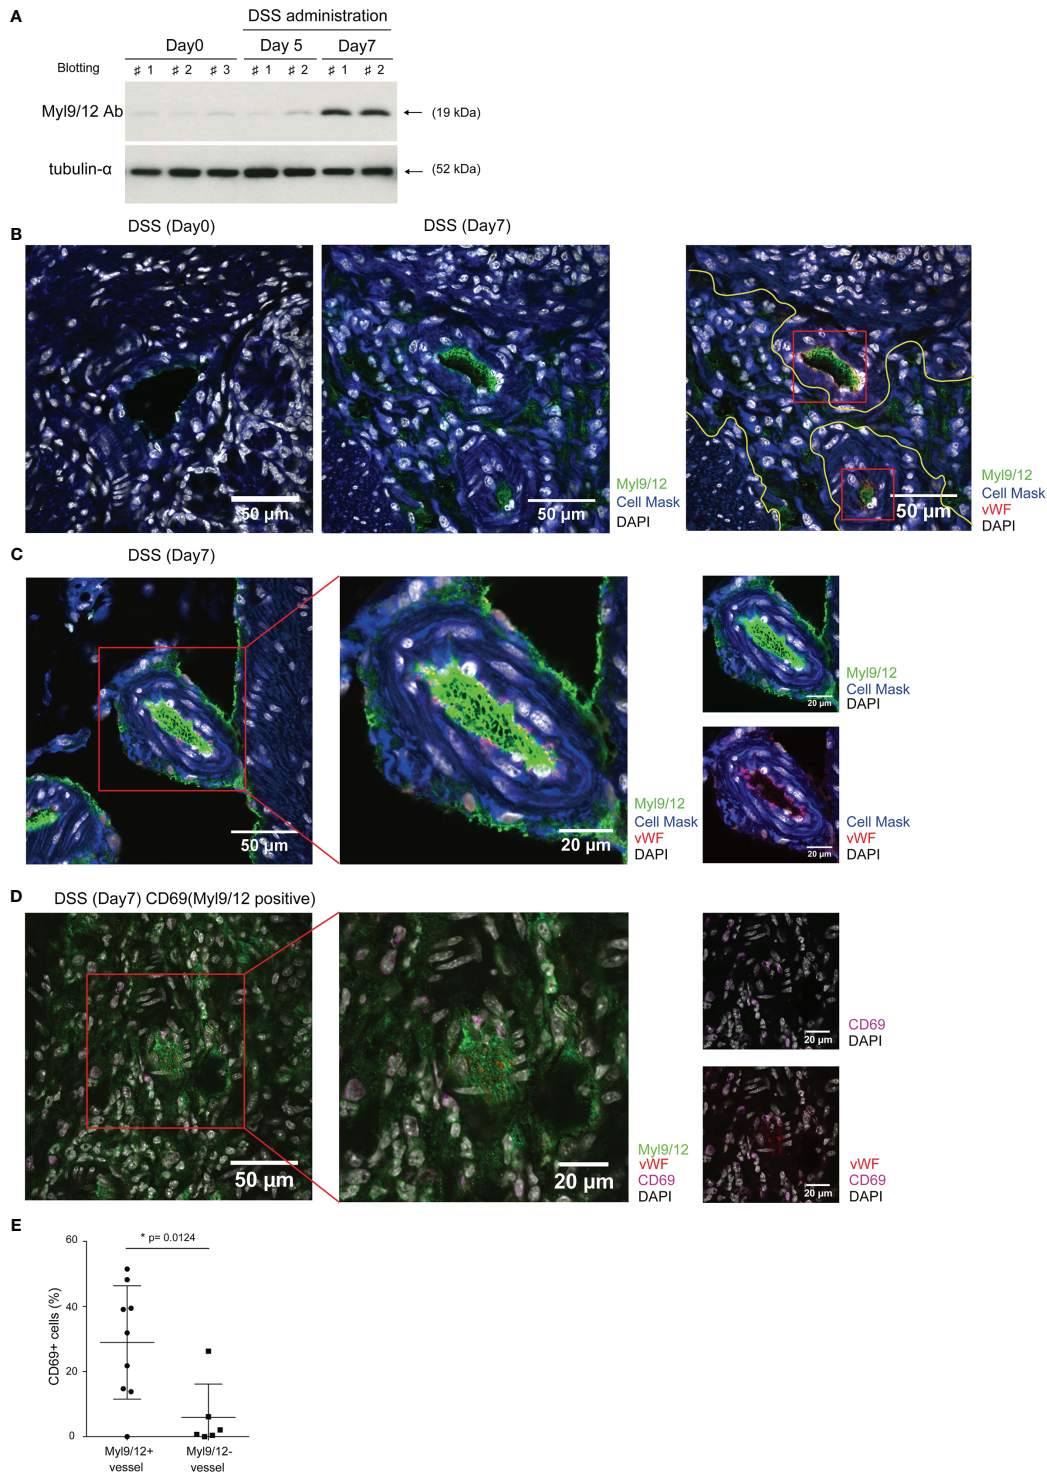 A
DSS administration
Day0 Day 5 Day7
Blotting ♯ 1 ♯ 2 ♯ 3 ♯ 1 ♯ 2 ♯ 1 ♯ 2
Myl9/12 Ab (19 kDa)
tubulin-α (52 kDa)
B
DSS (Day0) DSS (Day7)
50 µm
50 µm
Myl9/12
Cell Mask
DAPI
50 µm
Myl9/12
Cell Mask
vWF
DAPI
C
DSS (Day7)
50 µm
20 µm
Myl9/12
Cell Mask
vWF
DAPI
20 µm
Myl9/12
Cell Mask
DAPI
20 µm
Cell Mask
vWF
DAPI
D
DSS (Day7) CD69(Myl9/12 positive)
50 µm
20 µm
Myl9/12
vWF
CD69
DAPI
20 µm
CD69
DAPI
20 µm
vWF
CD69
DAPI
E
* p= 0.0124
CD69+ cells (%)
60
40
20
0
Myl9/12+ vessel
Myl9/12- vessel